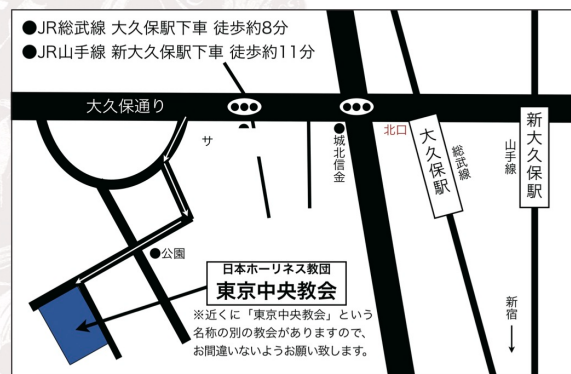 ●JR総武線 大久保駅下車 徒歩約8分
●JR山手線 新大久保駅下車 徒歩約11分
大久保通り
サ
●城北信金
北口
大久保駅
総武線
山手線
新大久保駅
●公園
日本ホーリネス教団
東京中央教会
※近くに「東京中央教会」という
名称の別の教会がありますので、
お間違いないようお願い致します。
新宿